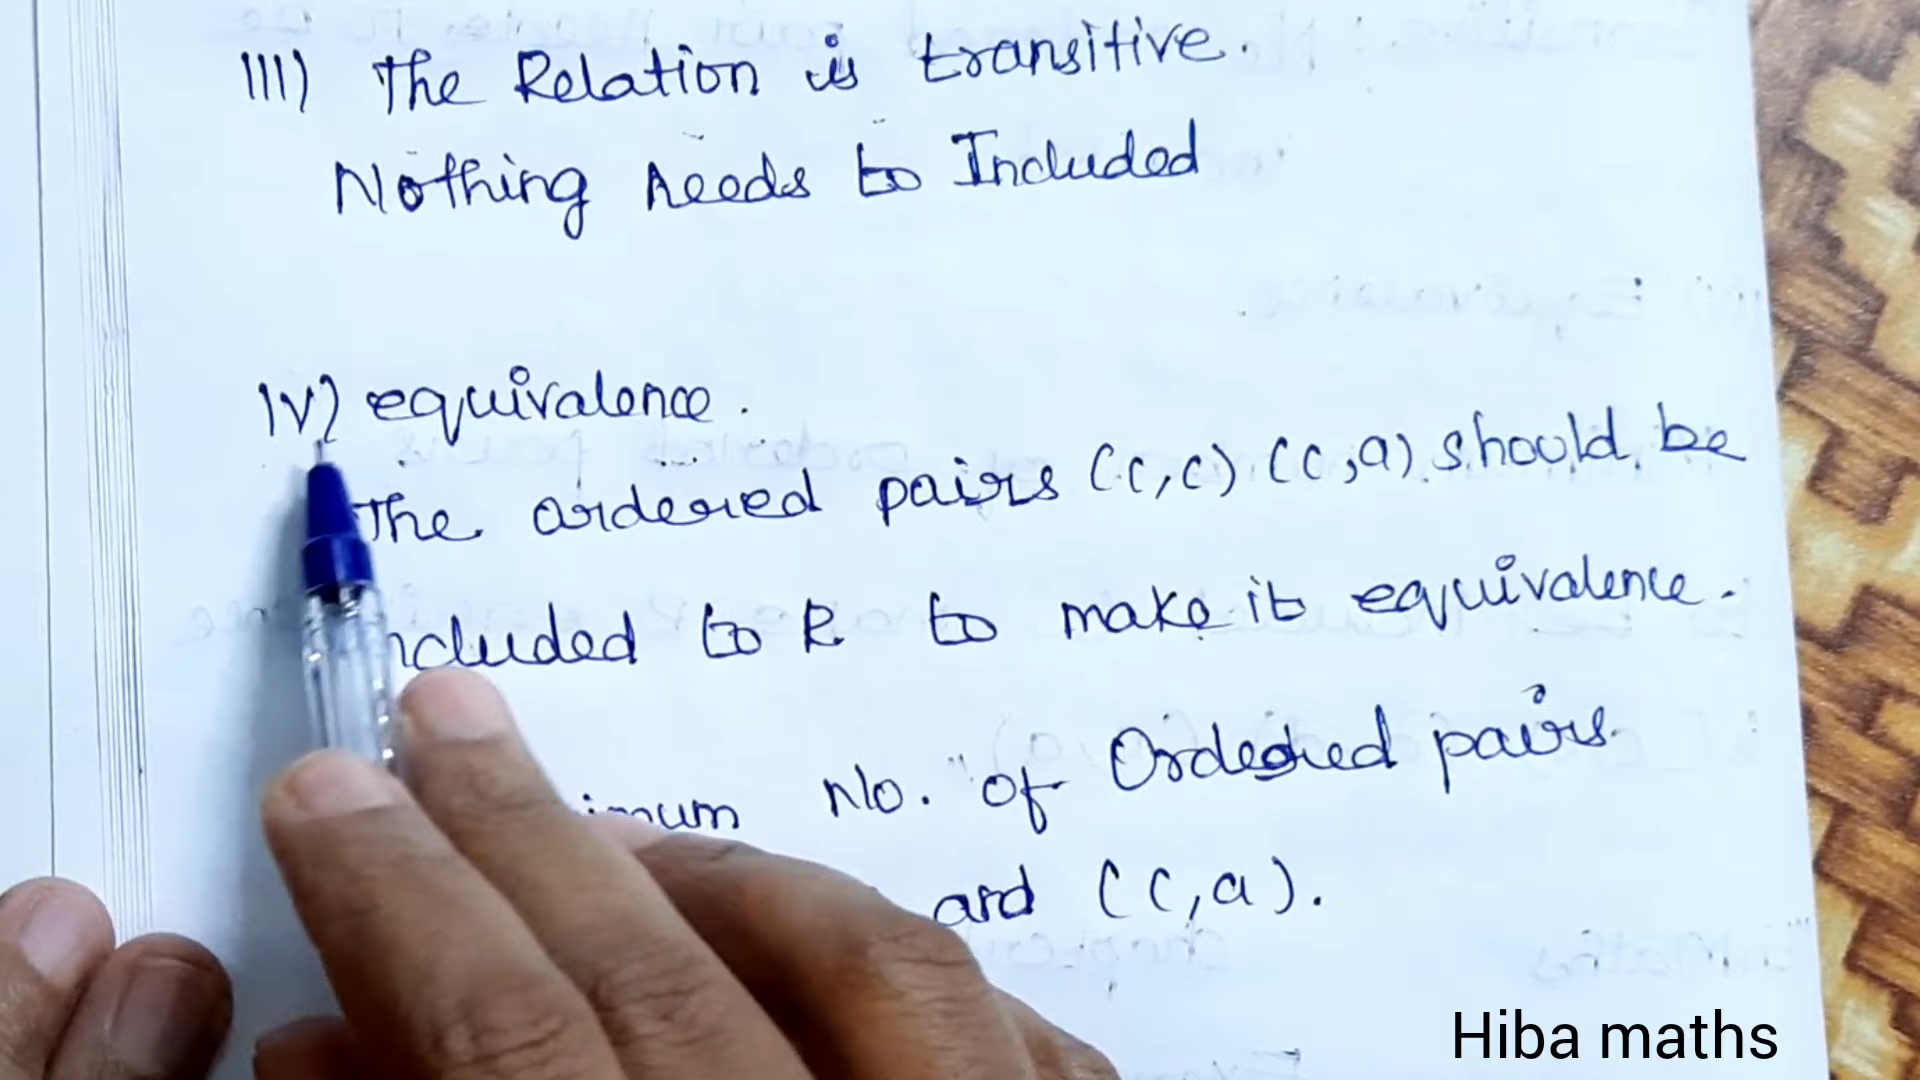 III) The Relation is transitive.
Nothing needs to Included
IV) equivalence.
The ordered pairs (c,c) (c,a) should be
ncluded to R to make it equivalence.
imum No. of Ordered pairs.
and (c,a).
Hiba maths